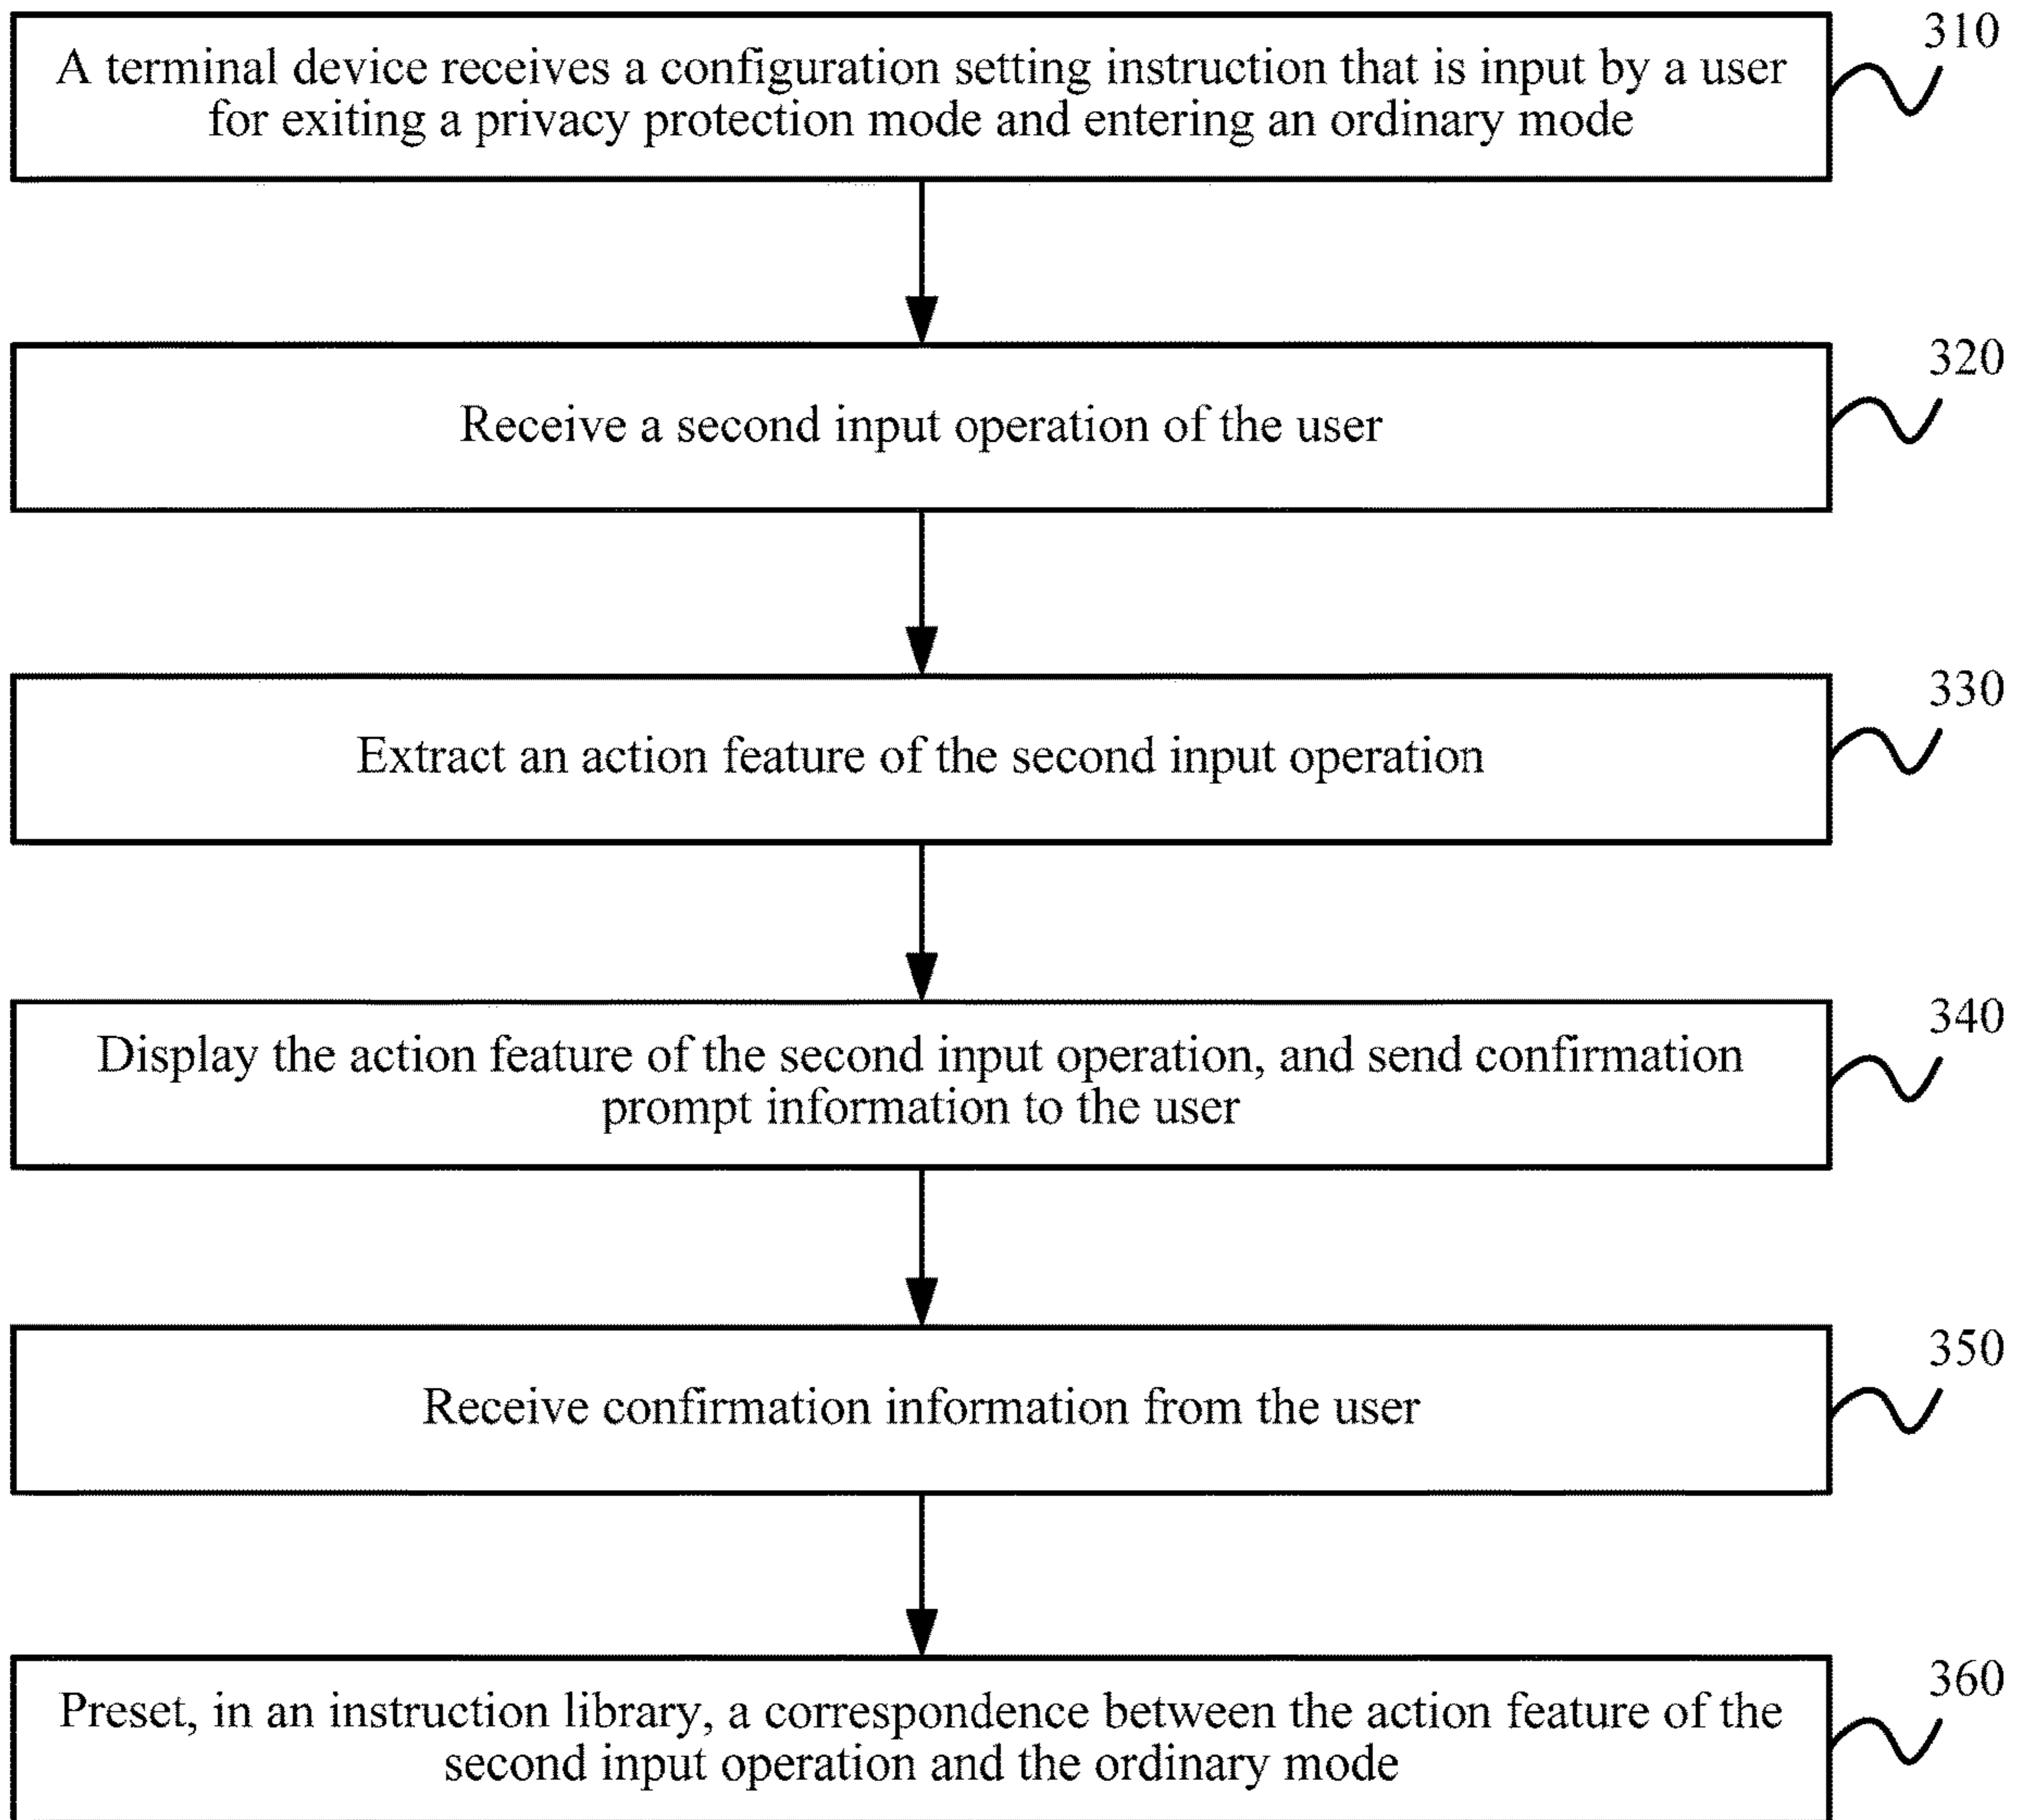 310
A terminal device receives a configuration setting instruction that is input by a user
for exiting a privacy protection mode and entering an ordinary mode
320
Receive a second input operation of the user
330
Extract an action feature of the second input operation
340
Display the action feature of the second input operation, and send confirmation
prompt information to the user
350
Receive confirmation information from the user
360
Preset, in an instruction library, a correspondence between the action feature of the
second input operation and the ordinary mode